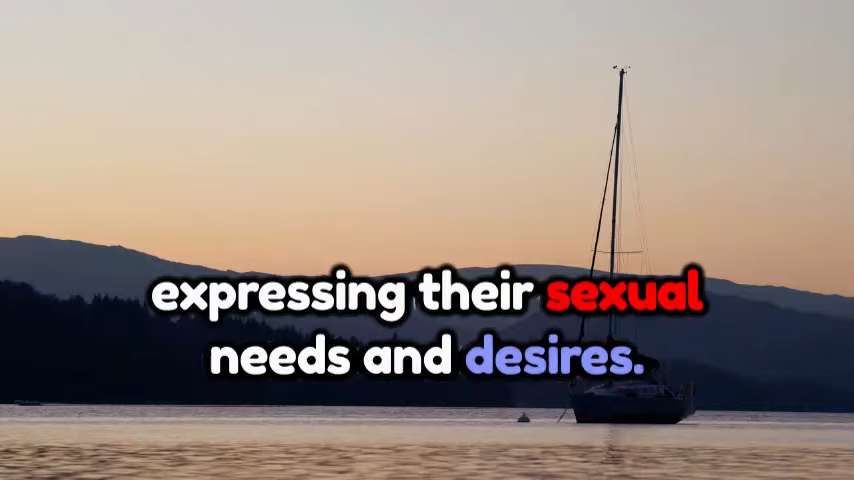 expressing their sexual
needs and desires.